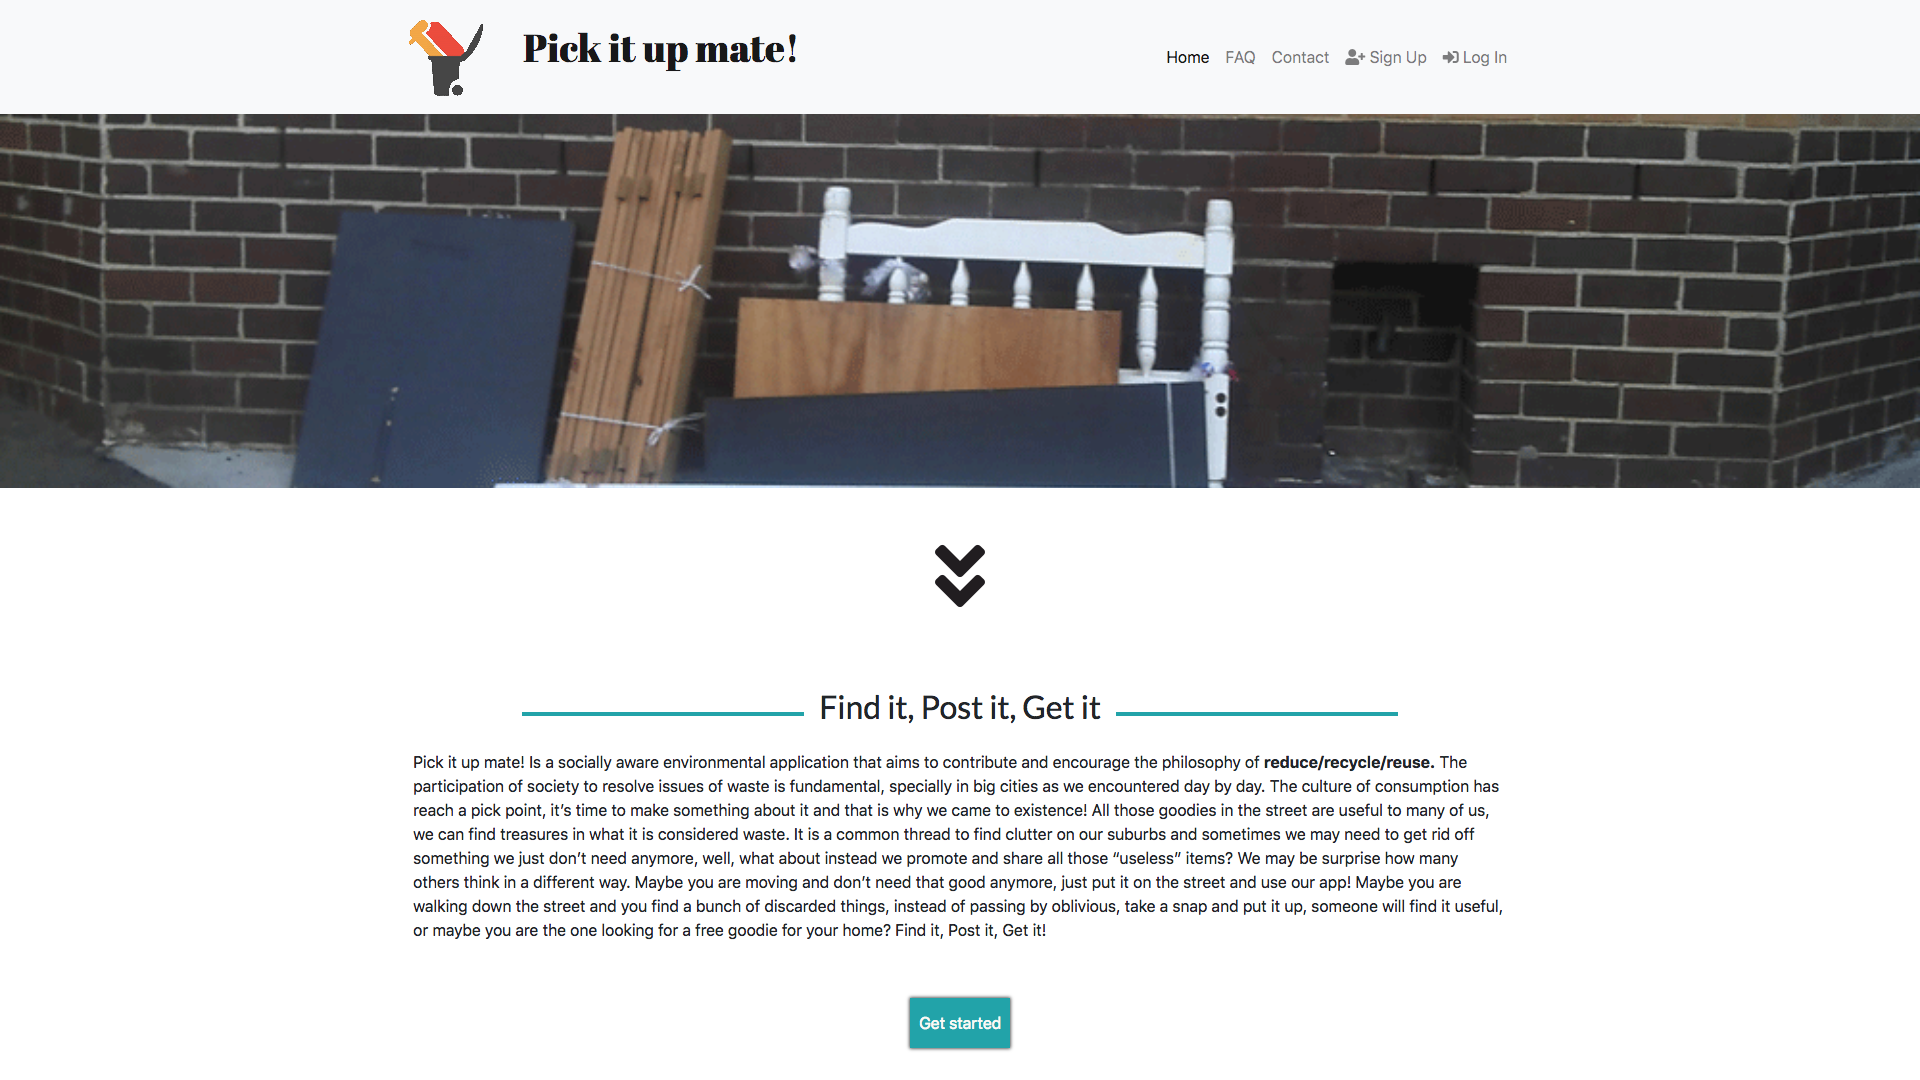 Pick it up mate!
Home FAQ Contact Sign Up Log In
Find it, Post it, Get it
Pick it up mate! Is a socially aware environmental application that aims to contribute and encourage the philosophy of reduce/recycle/reuse. The
participation of society to resolve issues of waste is fundamental, specially in big cities as we encountered day by day. The culture of consumption has
reach a pick point, it’s time to make something about it and that is why we came to existence! All those goodies in the street are useful to many of us,
we can find treasures in what it is considered waste. It is a common thread to find clutter on our suburbs and sometimes we may need to get rid off
something we just don’t need anymore, well, what about instead we promote and share all those “useless” items? We may be surprise how many
others think in a different way. Maybe you are moving and don’t need that good anymore, just put it on the street and use our app! Maybe you are
walking down the street and you find a bunch of discarded things, instead of passing by oblivious, take a snap and put it up, someone will find it useful,
or maybe you are the one looking for a free goodie for your home? Find it, Post it, Get it!
Get started